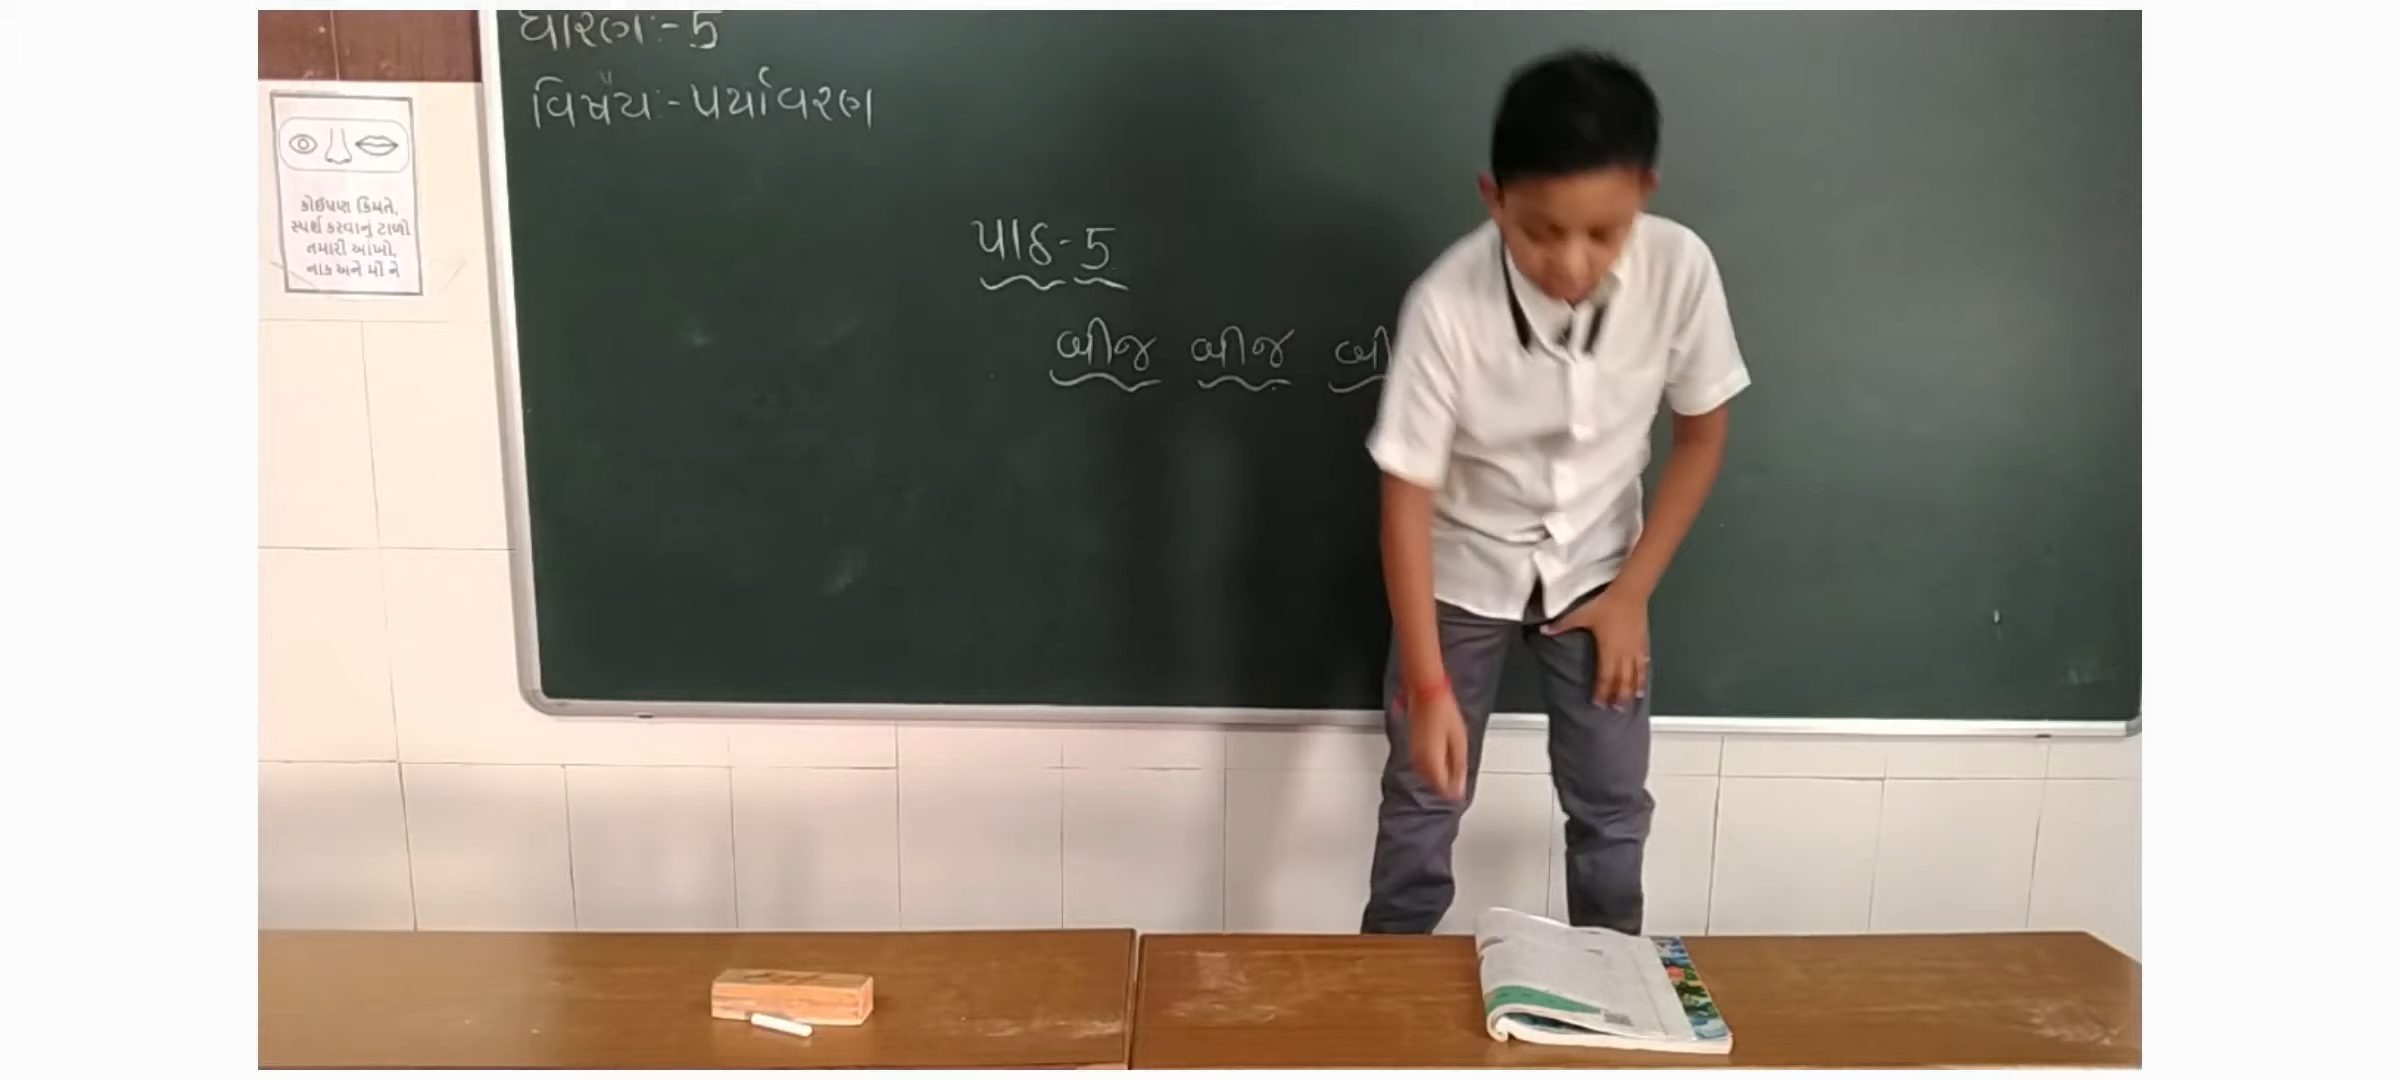 ધોરણ:-5
વિષય:-પર્યાવરણ
કોઈપણ કિંમતે,
સ્પર્શ કરવાનું ટાળો
તમારી આંખો,
નાક અને મોં ને
પાઠ-5
બીજ બીજ બી